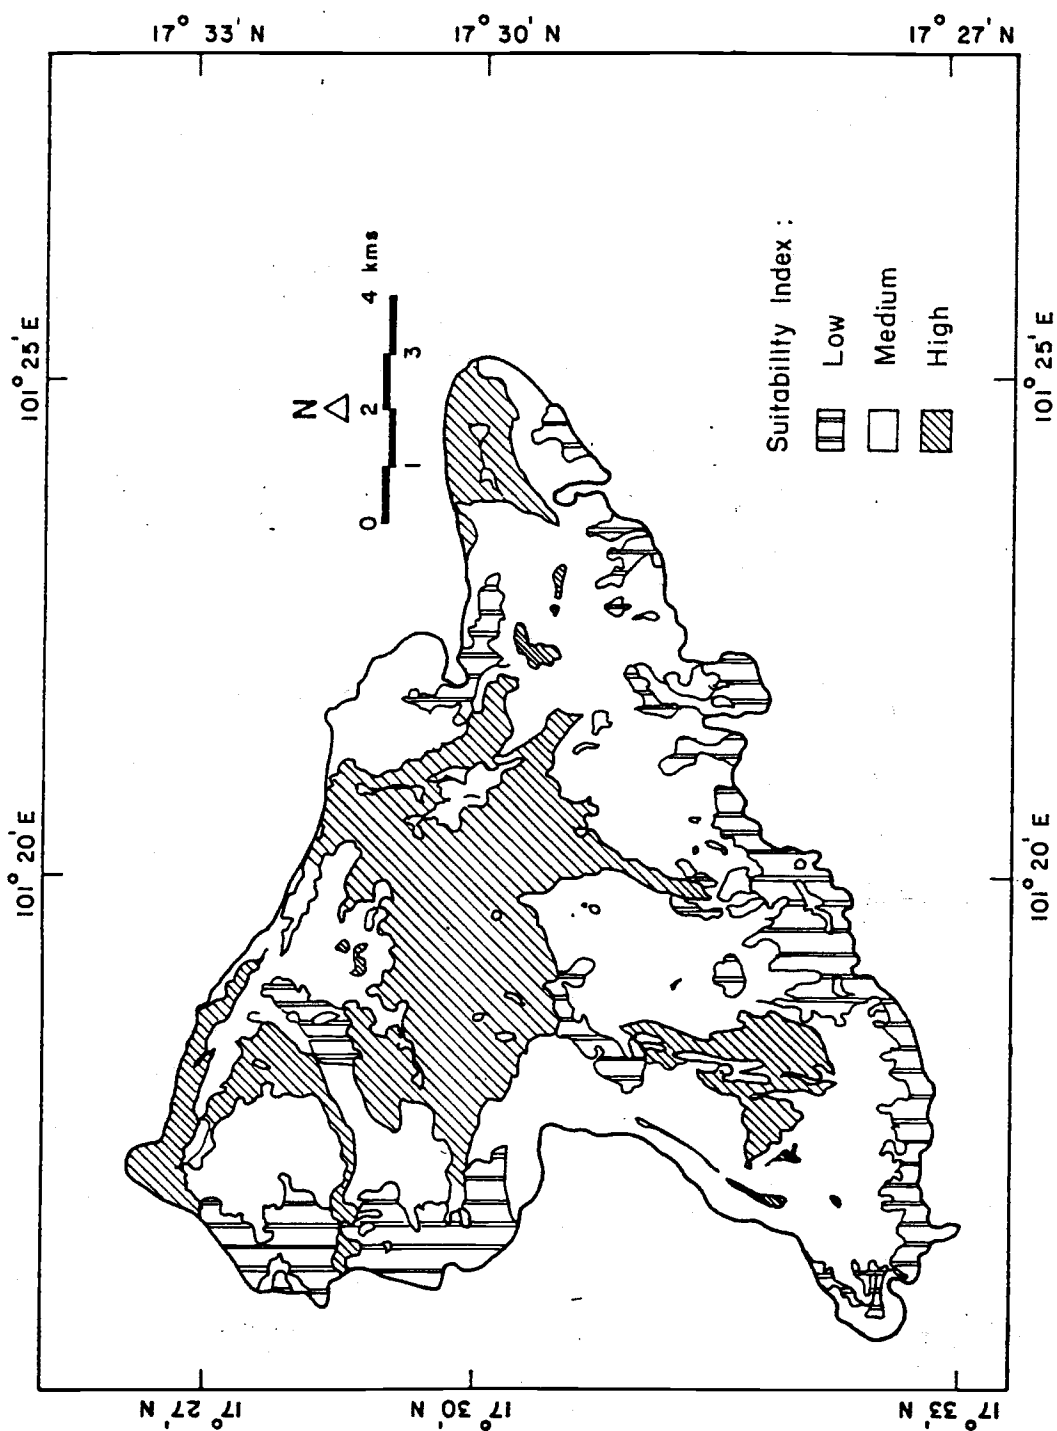 17° 33' N
17° 30' N
17° 27' N
101° 25' E
101° 20' E
N
0 1 2 3 4 kms
Suitability Index :
Low
Medium
High
101° 25' E
101° 20' E
17° 27' N
17° 30' N
17° 33' N